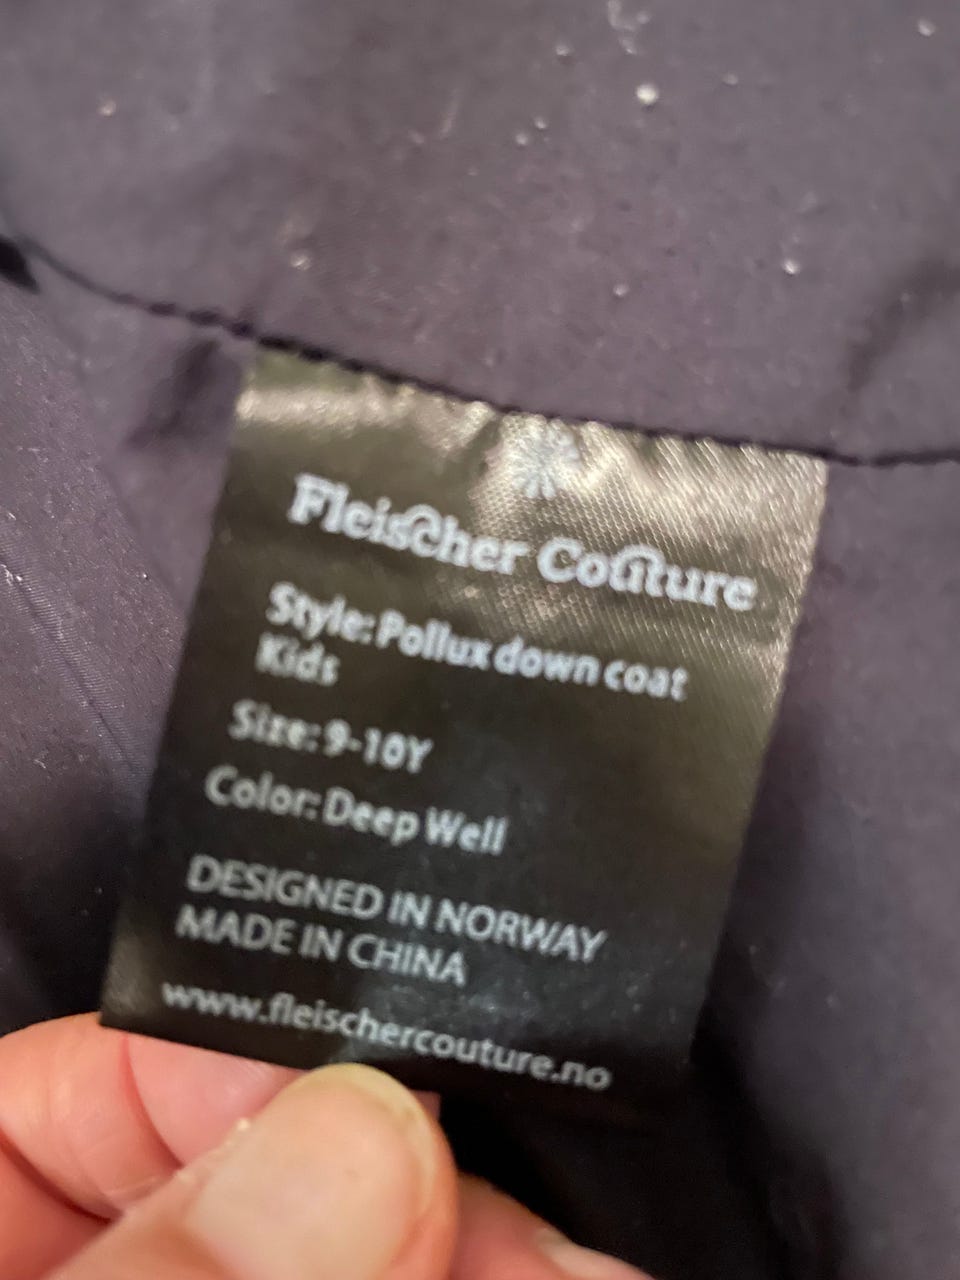 Fleischer Couture
Style: Pollux down coat
Kids
Size: 9-10Y
Color: Deep Well
DESIGNED IN NORWAY
MADE IN CHINA
www.fleischercouture.no